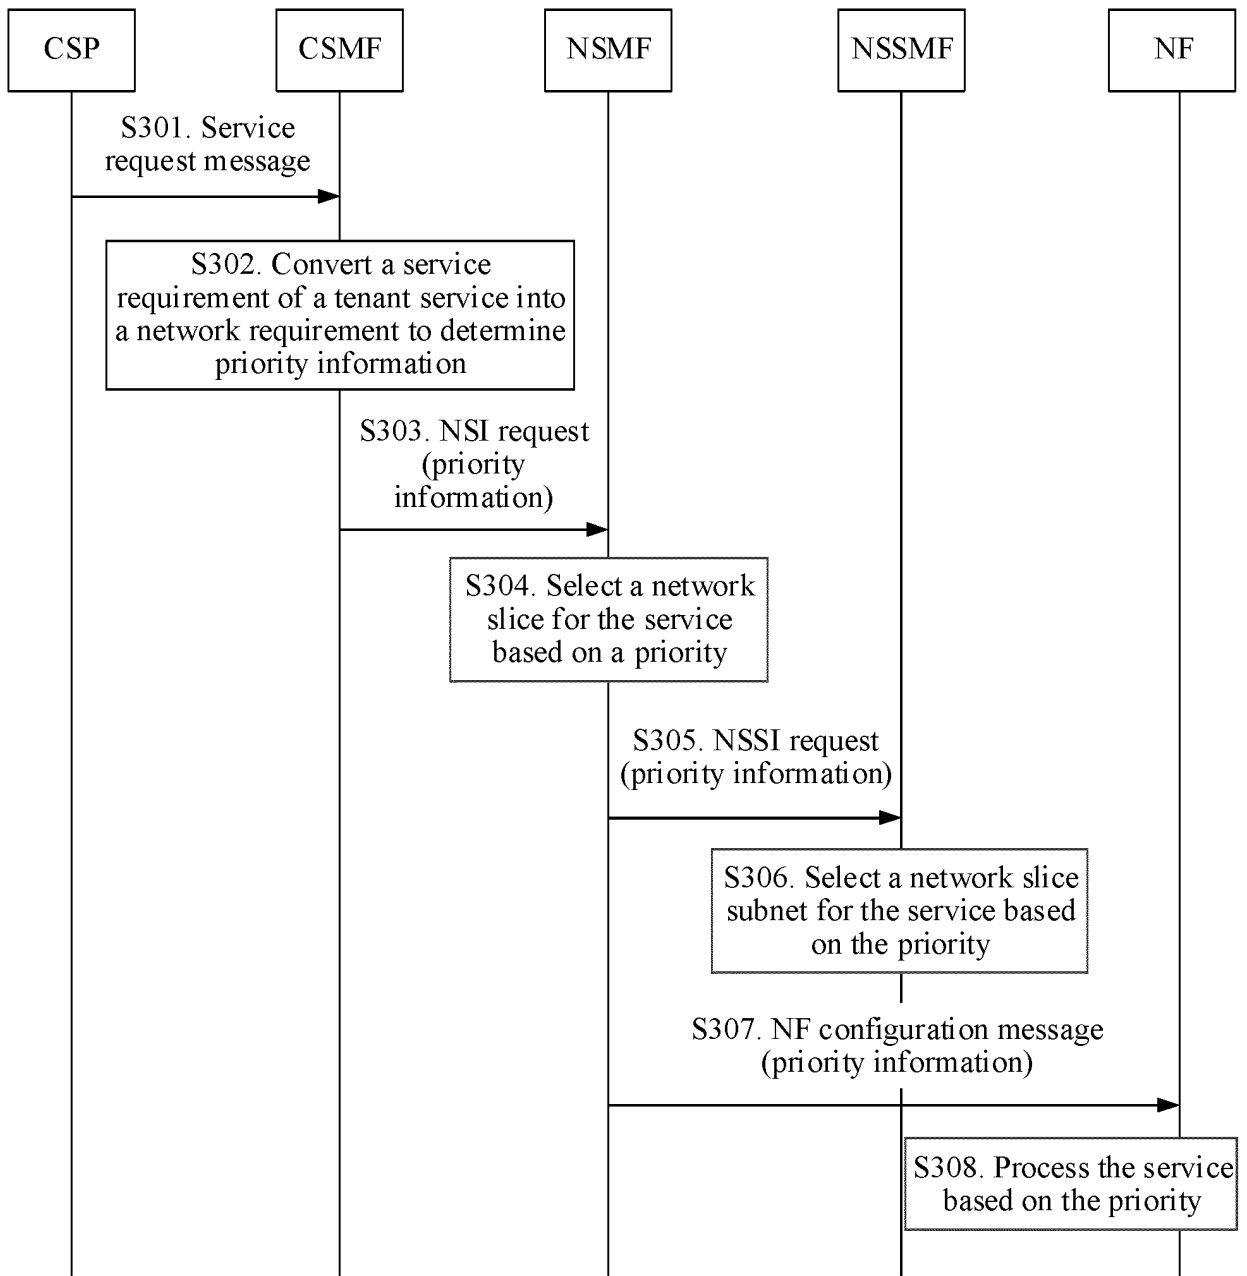 CSP
CSMF
NSMF
NSSMF
NF
S301. Service
request message
S302. Convert a service
requirement of a tenant service into
a network requirement to determine
priority information
S303. NSI request
(priority
information)
S304. Select a network
slice for the service
based on a priority
S305. NSSI request
(priority information)
S306. Select a network slice
subnet for the service based
on the priority
S307. NF configuration message
(priority information)
S308. Process the service
based on the priority